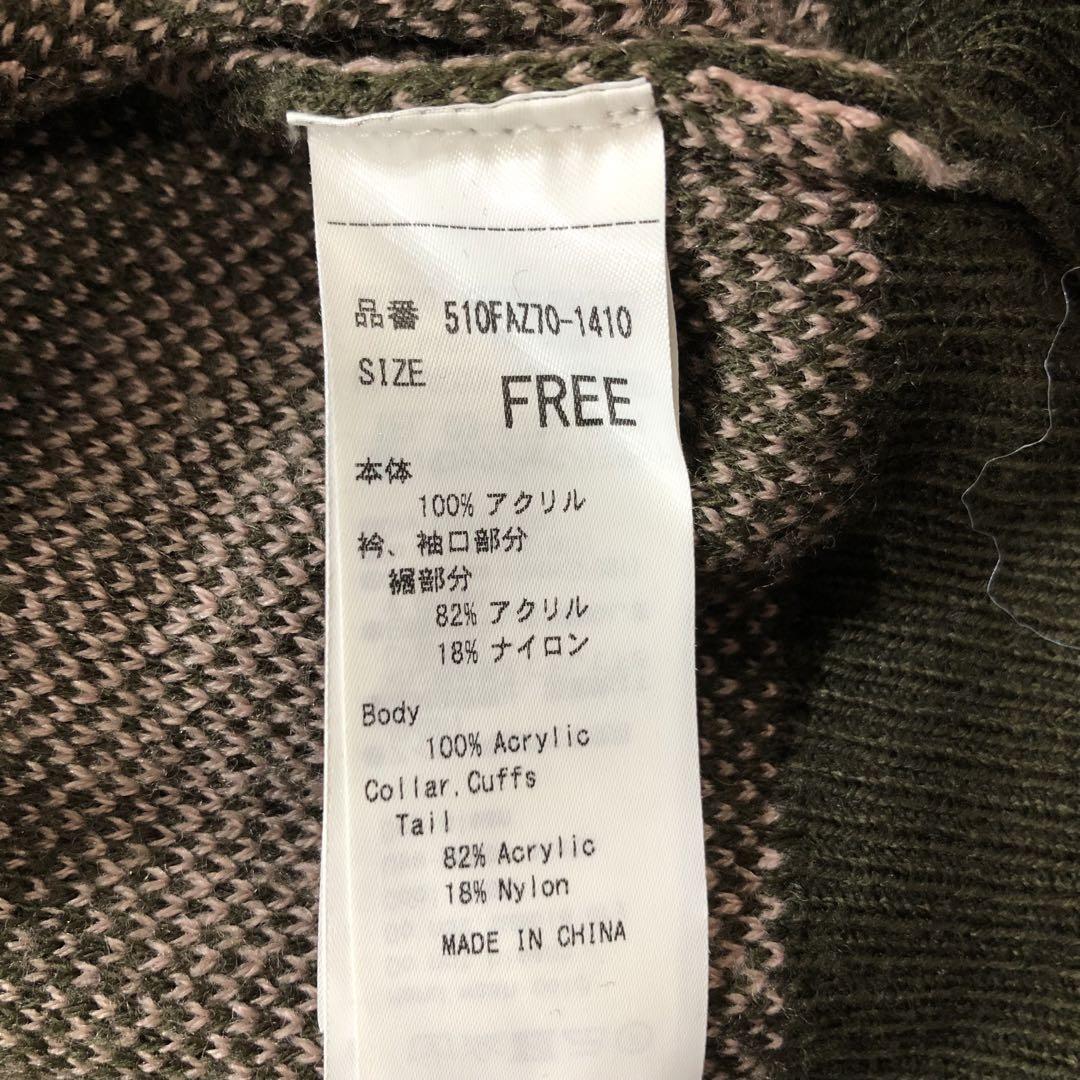 品番 510FAZ70-1410
SIZE
FREE
本体
100% アクリル
衿、袖口部分
裾部分
82% アクリル
18% ナイロン
Body
100% Acrylic
Collar.Cuffs
Tail
82% Acrylic
18% Nylon
MADE IN CHINA